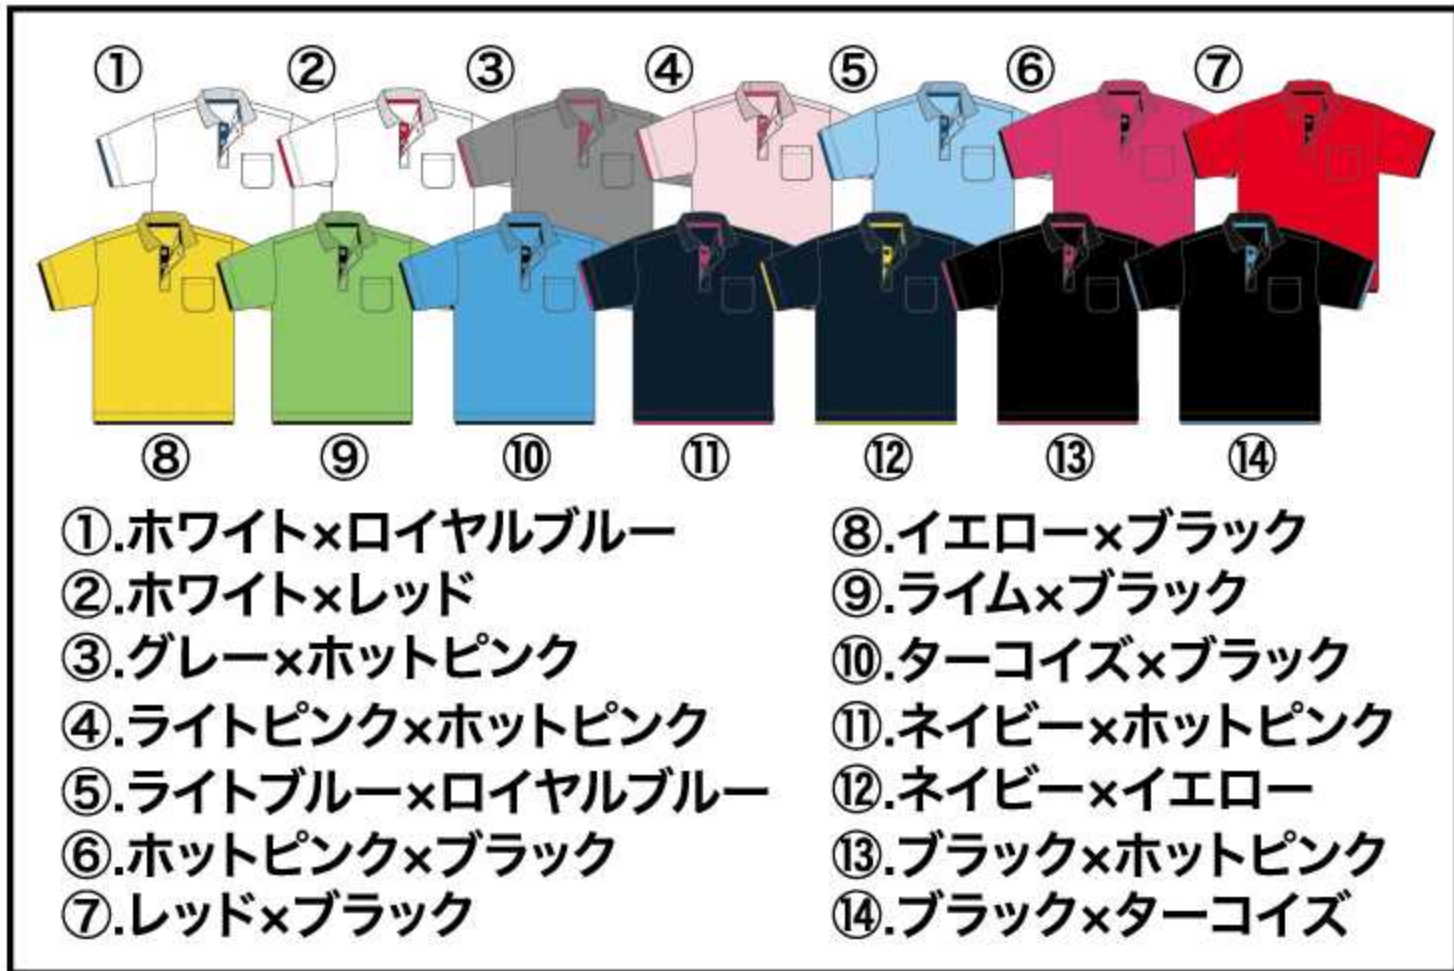 ① ② ③ ④ ⑤ ⑥ ⑦
⑧ ⑨ ⑩ ⑪ ⑫ ⑬ ⑭
①.ホワイト×ロイヤルブルー
②.ホワイト×レッド
③.グレー×ホットピンク
④.ライトピンク×ホットピンク
⑤.ライトブルー×ロイヤルブルー
⑥.ホットピンク×ブラック
⑦.レッド×ブラック
⑧.イエロー×ブラック
⑨.ライム×ブラック
⑩.ターコイズ×ブラック
⑪.ネイビー×ホットピンク
⑫.ネイビー×イエロー
⑬.ブラック×ホットピンク
⑭.ブラック×ターコイズ